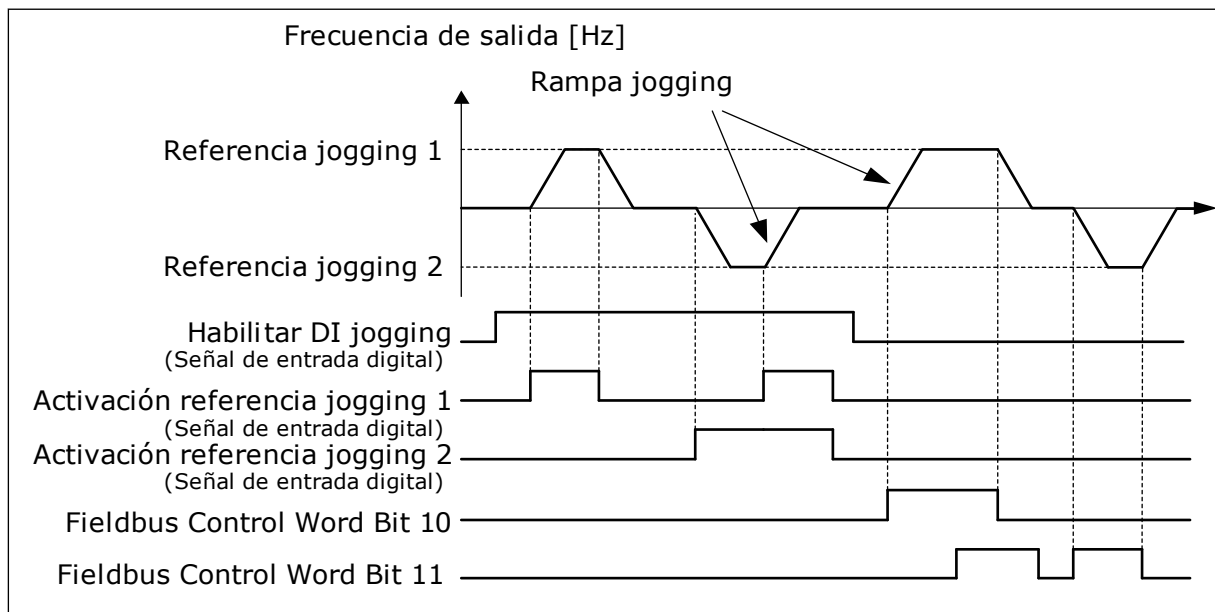 Frecuencia de salida [Hz]
Rampa jogging
Referencia jogging 1
Referencia jogging 2
Habilitar DI jogging
(Señal de entrada digital)
Activación referencia jogging 1
(Señal de entrada digital)
Activación referencia jogging 2
(Señal de entrada digital)
Fieldbus Control Word Bit 10
Fieldbus Control Word Bit 11